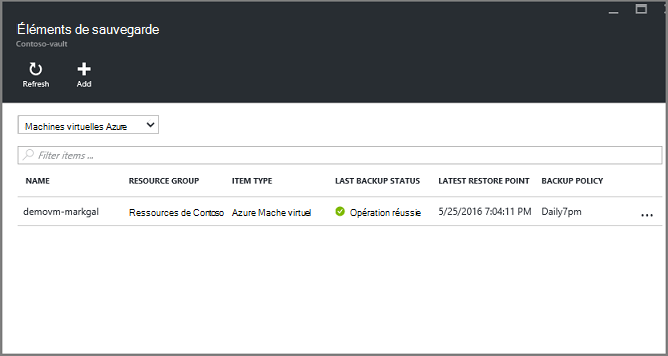 Éléments de sauvegarde
Contoso-vault
Refresh Add
Machines virtuelles Azure
Filter items ...
NAME RESOURCE GROUP ITEM TYPE LAST BACKUP STATUS LATEST RESTORE POINT BACKUP POLICY
demovm-markgal Ressources de Contoso Azure Mache virtuel Opération réussie 5/25/2016 7:04:11 PM Daily7pm ...